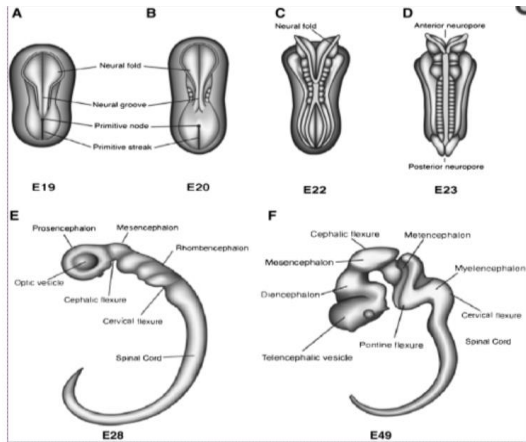 A
B
C
D
Neural fold
Anterior neuropore
Neural fold
Neural groove
Primitive node
Primitive streak
Posterior neuropore
E19
E20
E22
E23
E
F
Prosencephalon
Mesencephalon
Rhombencephalon
Optic vesicle
Cephalic flexure
Cervical flexure
Spinal Cord
E28
Cephalic flexure
Metencephalon
Mesencephalon
Myelencephalon
Diencephalon
Cervical flexure
Pontine flexure
Spinal Cord
Telencephalic vesicle
E49